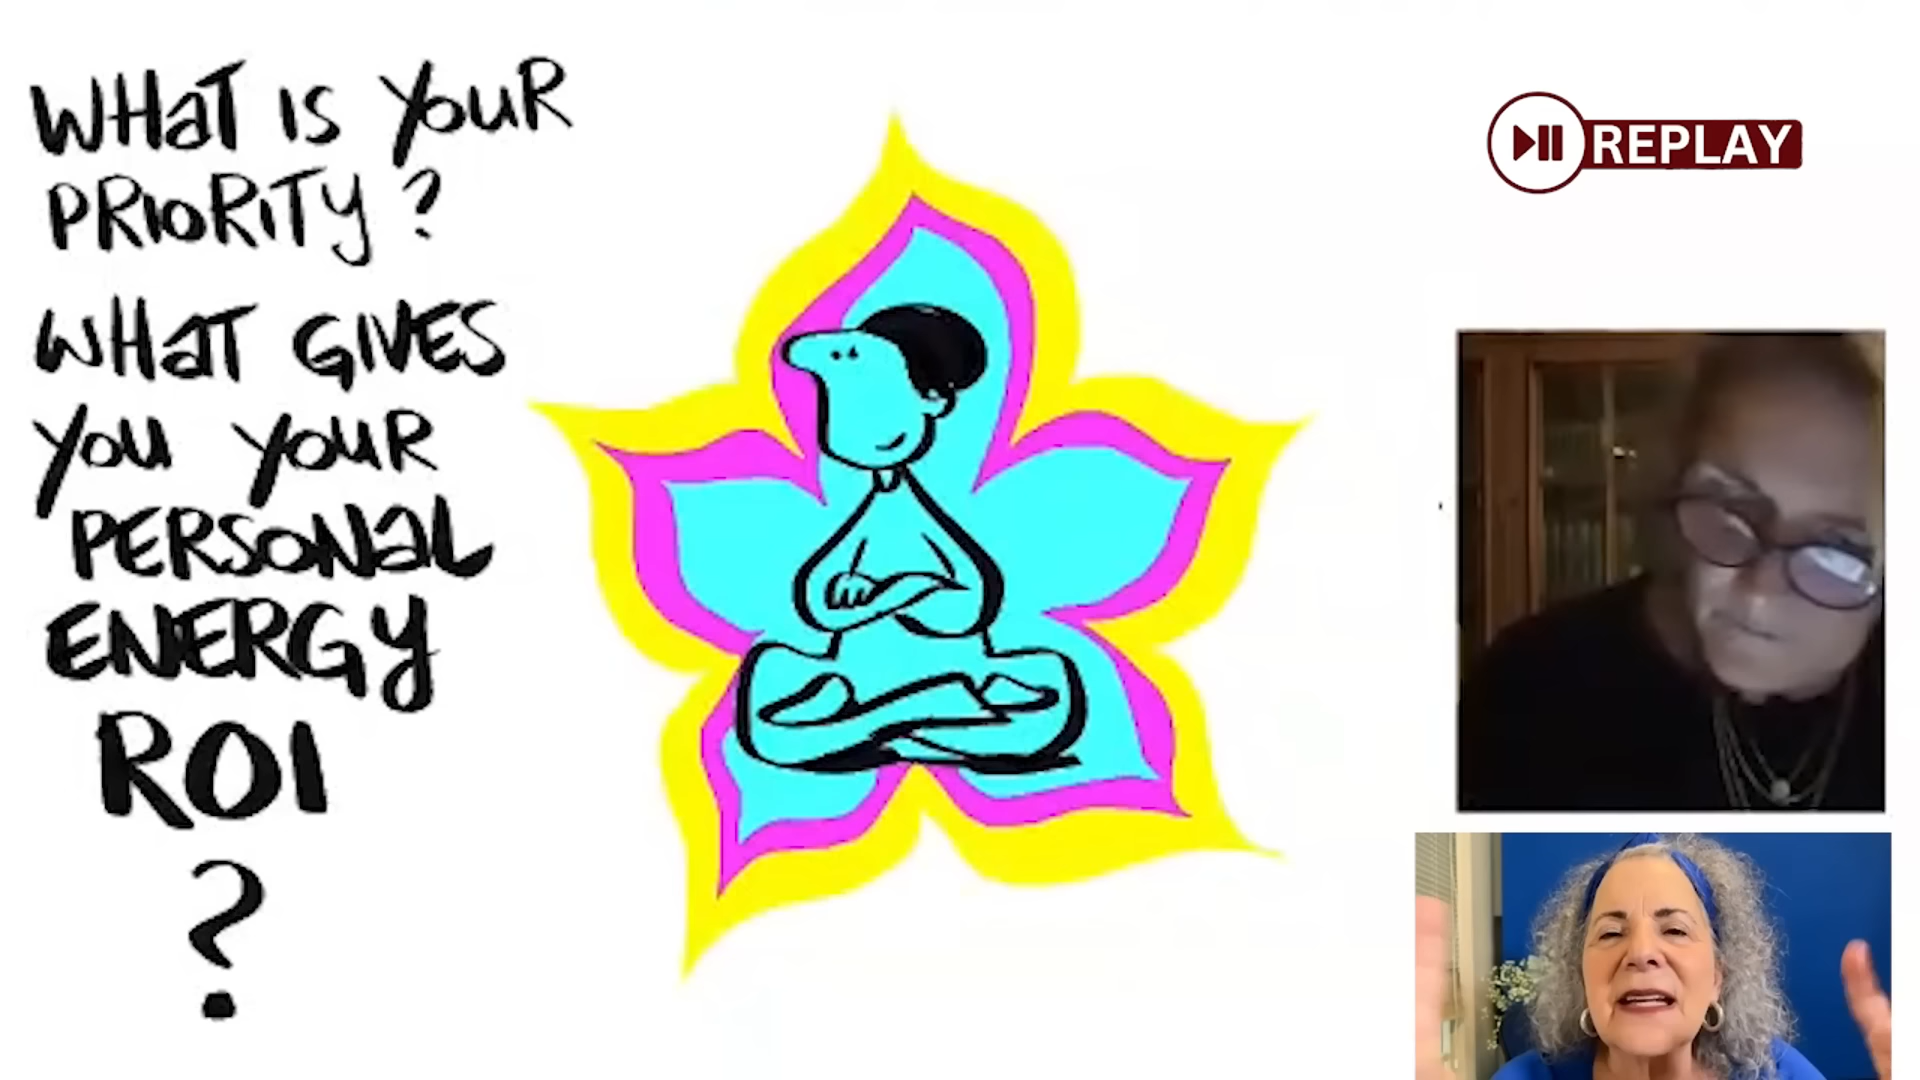 WHAT IS YOUR
PRIORITY?
WHAT GIVES
YOU YOUR
PERSONAL
ENERGY
ROI
?
REPLAY